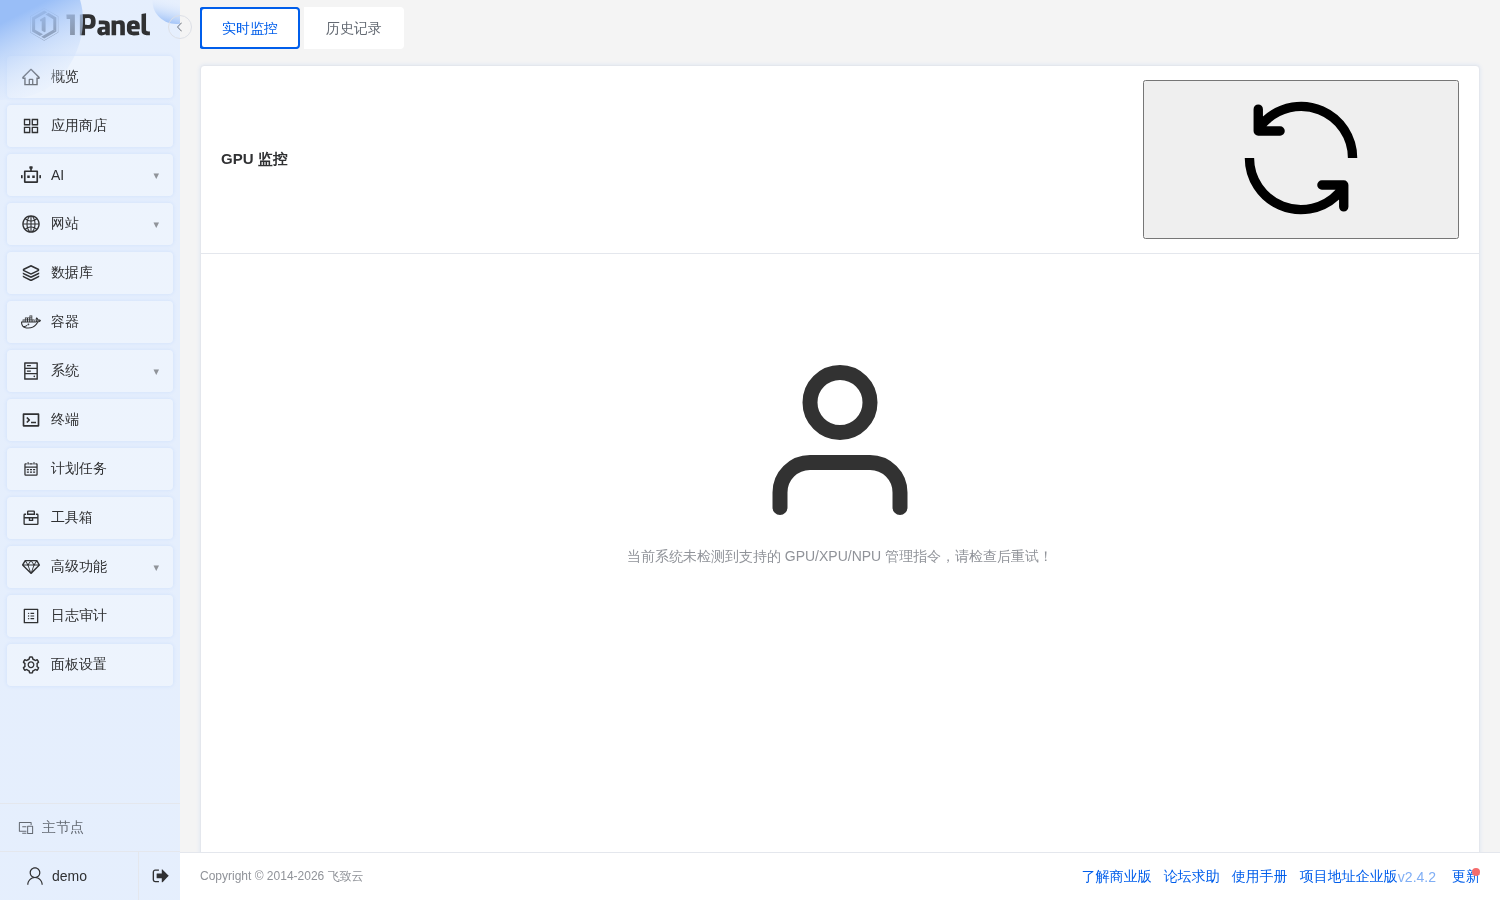 1Panel
概览
应用商店
AI
网站
数据库
容器
系统
终端
计划任务
工具箱
高级功能
日志审计
面板设置
主节点
demo
实时监控
历史记录
GPU 监控
当前系统未检测到支持的 GPU/XPU/NPU 管理指令，请检查后重试！
Copyright © 2014-2026 飞致云
了解商业版 论坛求助 使用手册 项目地址企业版v2.4.2 更新